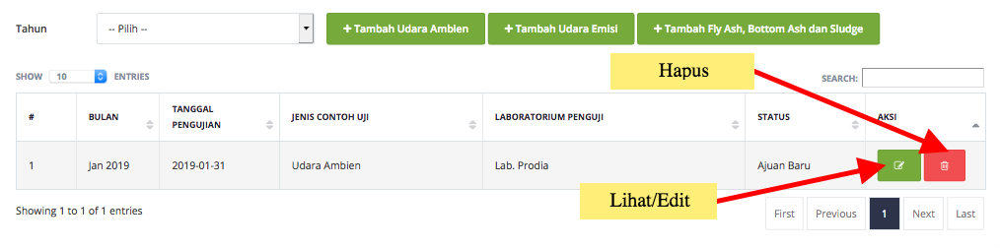 Tahun -- Pilih -- + Tambah Udara Ambien + Tambah Udara Emisi + Tambah Fly Ash, Bottom Ash dan Sludge
Hapus
SHOW 10 ENTRIES SEARCH:
# BULAN TANGGAL PENGUJIAN JENIS CONTOH UJI LABORATORIUM PENGUJI STATUS AKSI
1 Jan 2019 2019-01-31 Udara Ambien Lab. Prodia Ajuan Baru
Lihat/Edit
Showing 1 to 1 of 1 entries First Previous 1 Next Last